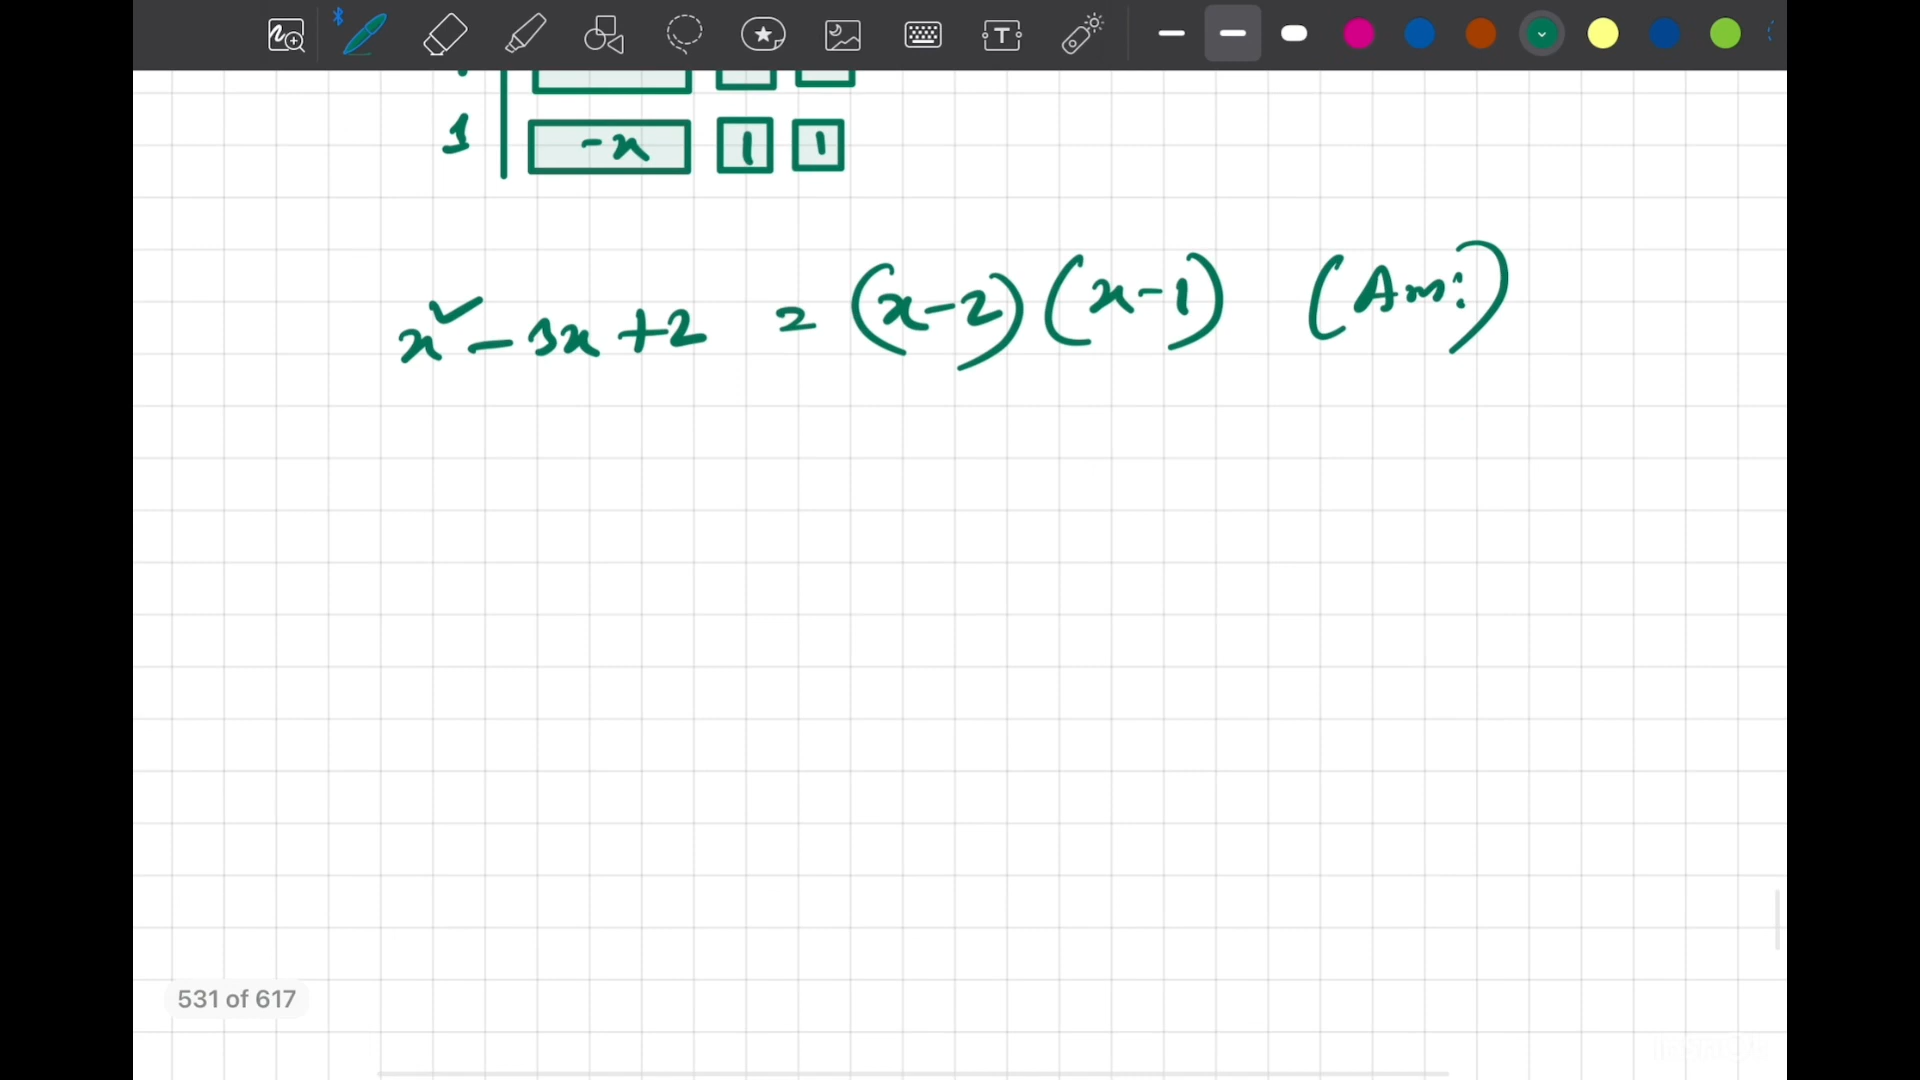 1 -x 1 1
x² - 3x + 2 = (x-2)(x-1) (Ans:)
531 of 617